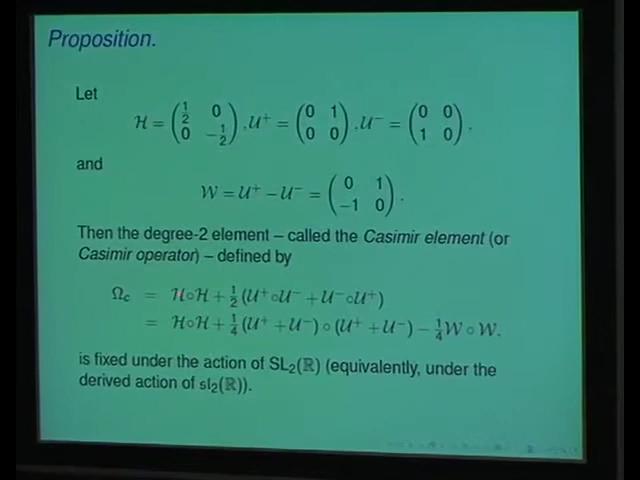 Proposition.
Let
ℋ = (½ 0 0 −½), 𝒰⁺ = (0 1 0 0), 𝒰⁻ = (0 0 1 0),
and
𝒲 = 𝒰⁺ − 𝒰⁻ = (0 1 −1 0).
Then the degree-2 element – called the Casimir element (or
Casimir operator) – defined by
Ω_c = ℋ∘ℋ + ½(𝒰⁺∘𝒰⁻ + 𝒰⁻∘𝒰⁺)
= ℋ∘ℋ + ¼(𝒰⁺ + 𝒰⁻) ∘ (𝒰⁺ + 𝒰⁻) − ¼𝒲 ∘ 𝒲.
is fixed under the action of SL₂(ℝ) (equivalently, under the
derived action of sl₂(ℝ)).